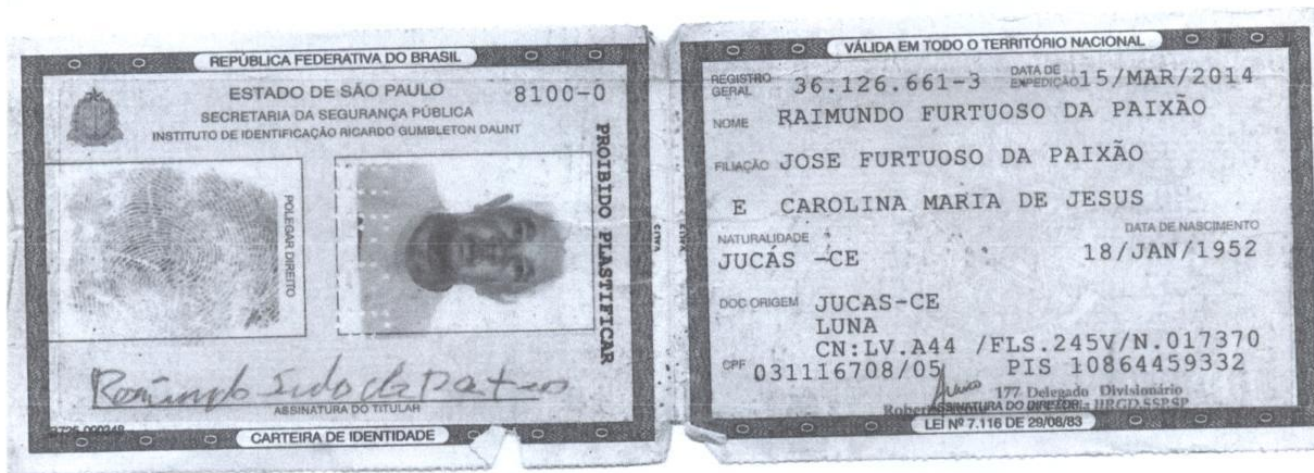 REPÚBLICA FEDERATIVA DO BRASIL
ESTADO DE SÃO PAULO
8100-0
SECRETARIA DA SEGURANÇA PÚBLICA
INSTITUTO DE IDENTIFICAÇÃO RICARDO GUMBLETON DAUNT
POLEGAR DIREITO
PROIBIDO PLASTIFICAR
ASSINATURA DO TITULAR
CARTEIRA DE IDENTIDADE
VÁLIDA EM TODO O TERRITÓRIO NACIONAL
REGISTRO GERAL 36.126.661-3 DATA DE EXPEDIÇÃO 15/MAR/2014
NOME RAIMUNDO FURTUOSO DA PAIXÃO
FILIAÇÃO JOSE FURTUOSO DA PAIXÃO
E CAROLINA MARIA DE JESUS
NATURALIDADE DATA DE NASCIMENTO
JUCÁS -CE 18/JAN/1952
DOC ORIGEM JUCAS-CE
LUNA
CN:LV.A44 /FLS.245V/N.017370
CPF 031116708/05 PIS 10864459332
177 Delegado Divisionário
ASSINATURA DO DIRETOR
LEI Nº 7.116 DE 29/08/83